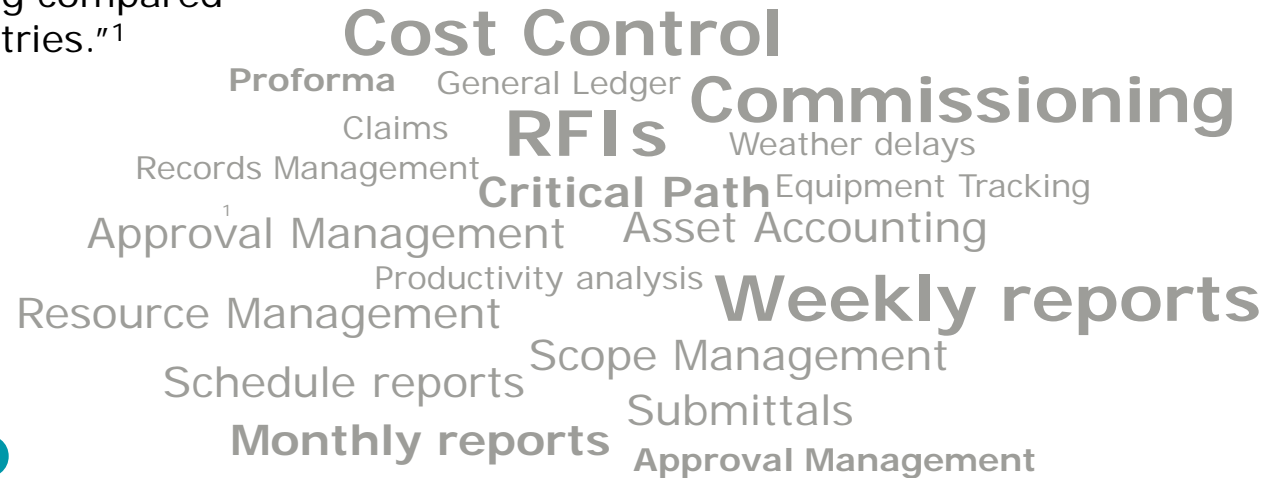 g compared
tries."1
Cost Control
Proforma General Ledger
Commissioning
Claims RFIs Weather delays
Records Management
Critical Path Equipment Tracking
1
Approval Management Asset Accounting
Productivity analysis
Weekly reports
Resource Management
Scope Management
Schedule reports
Submittals
Monthly reports
Approval Management